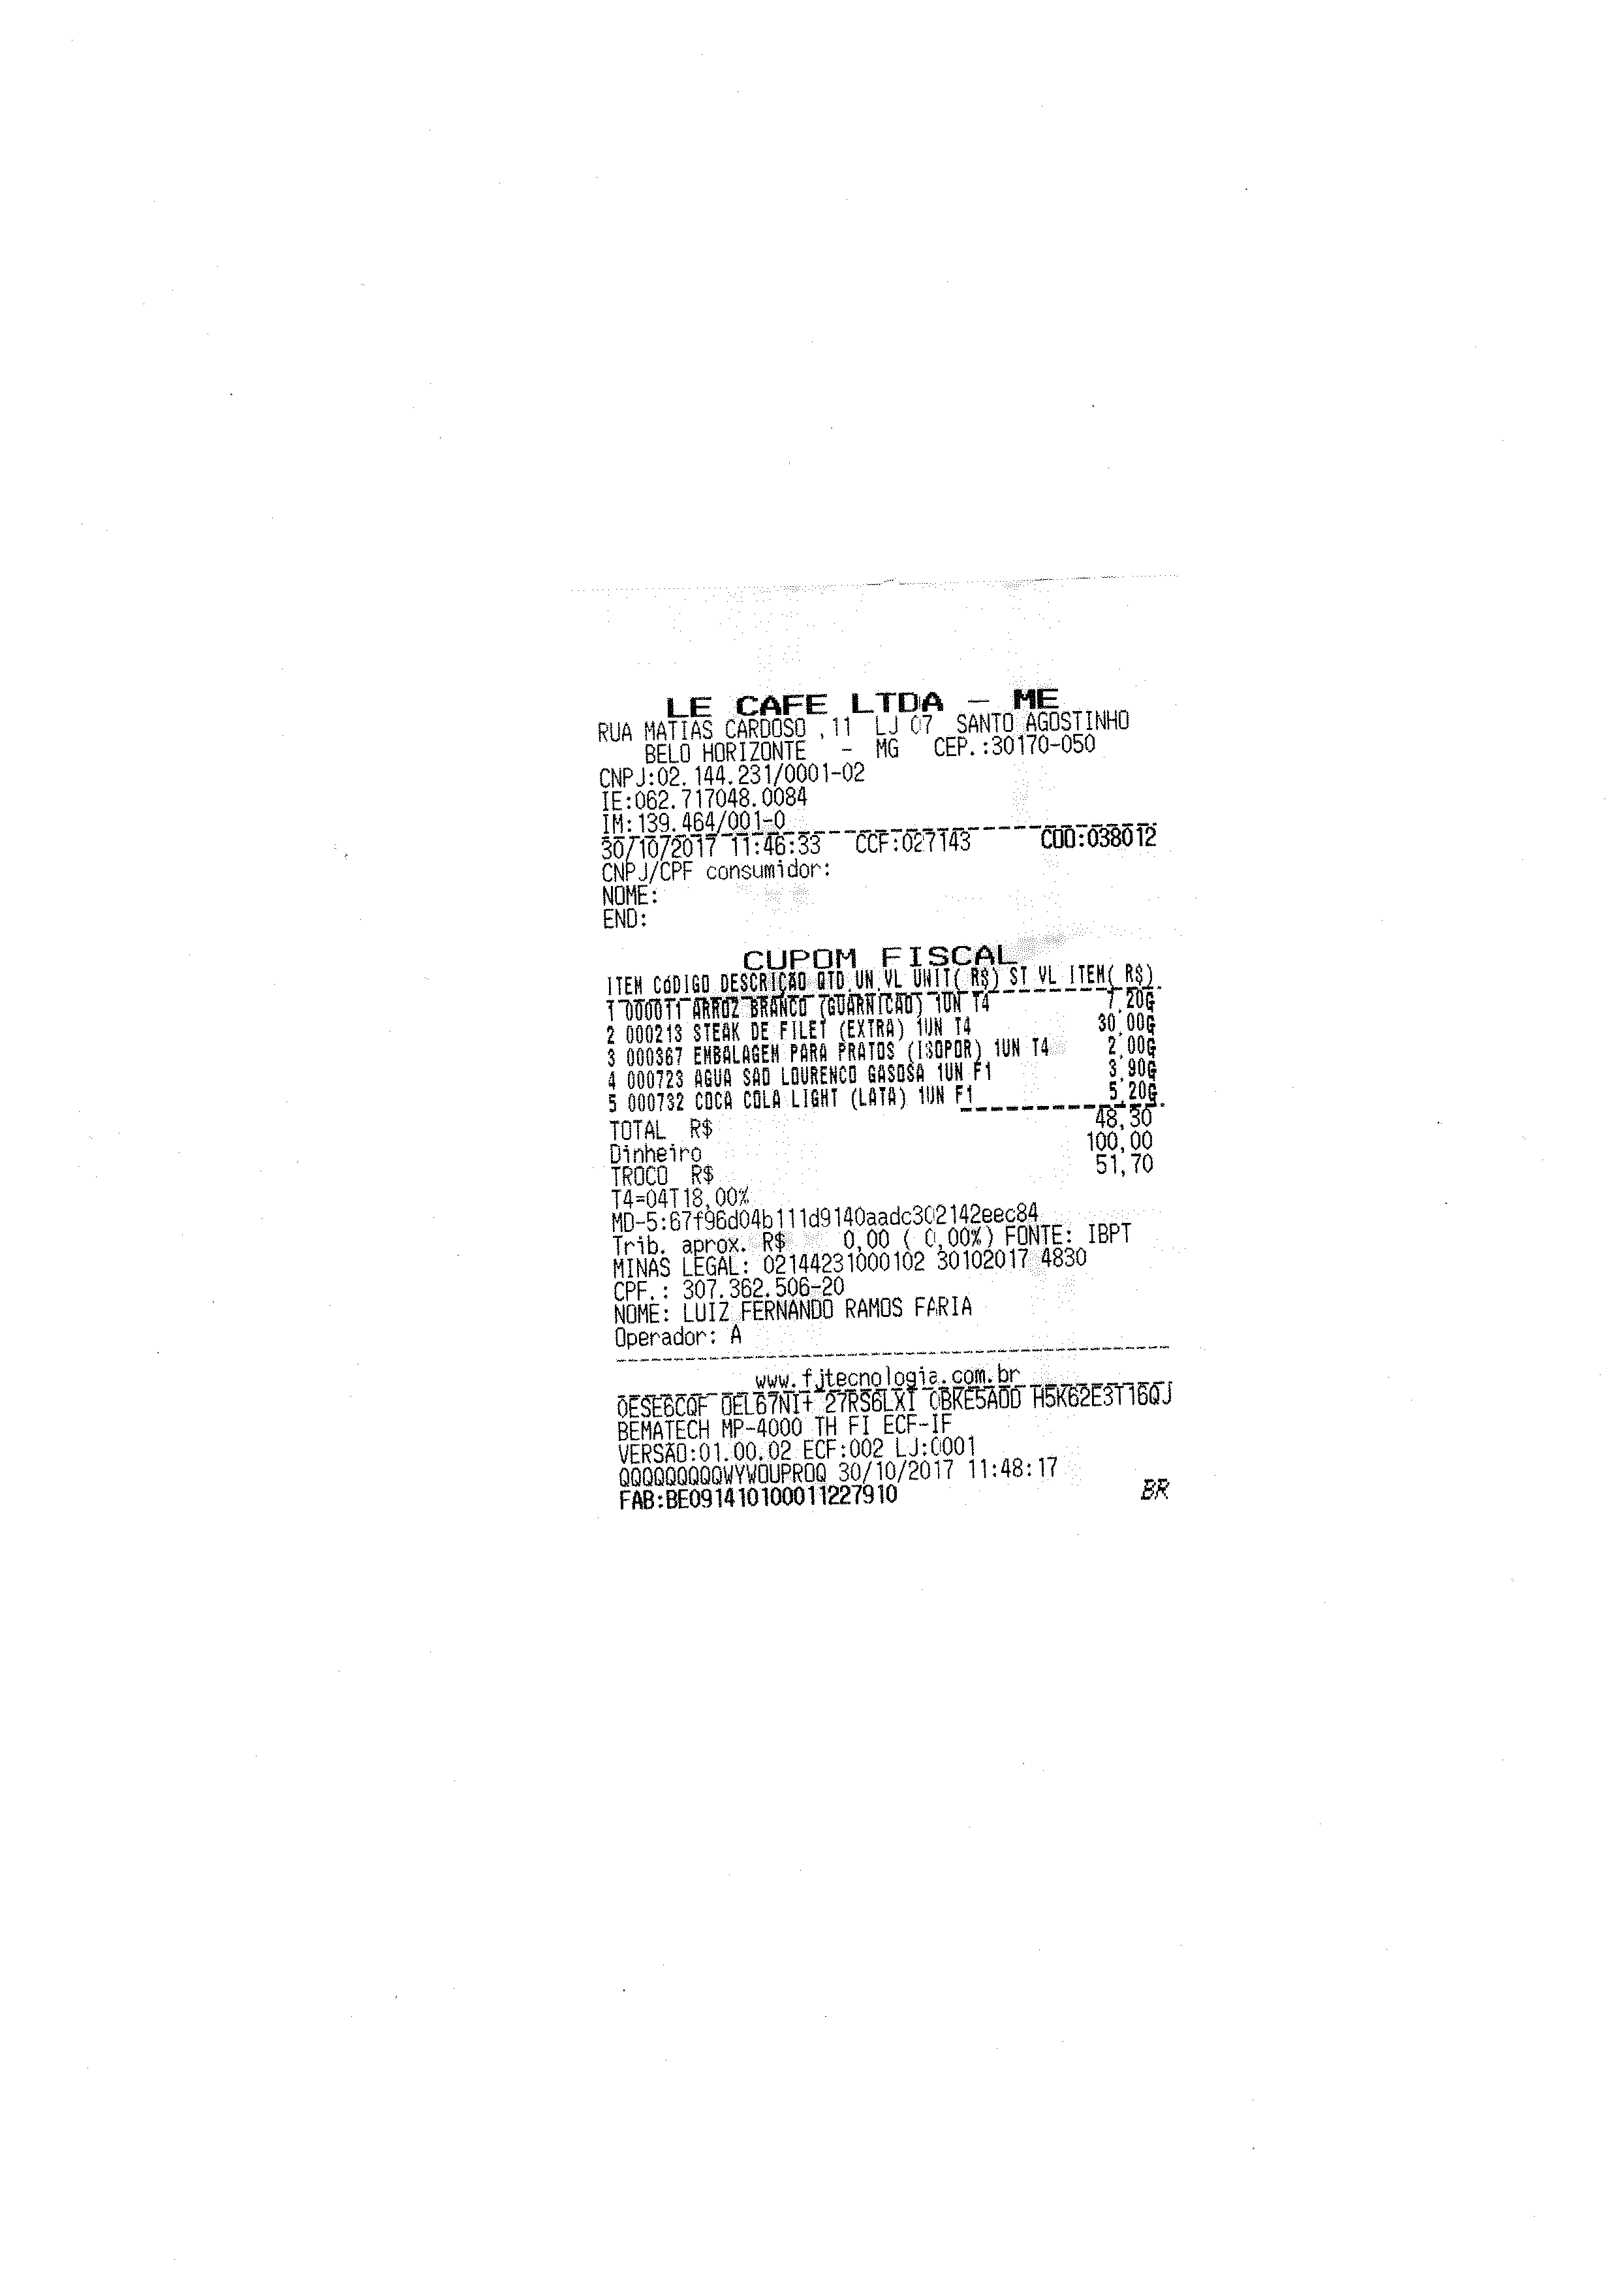 LE CAFE LTDA - ME
RUA MATIAS CARDOSO ,11 LJ 07 SANTO AGOSTINHO
BELO HORIZONTE - MG CEP.:30170-050
CNPJ:02.144.231/0001-02
IE:062.717048.0084
IM:139.464/001-0
30/10/2017 11:46:33 CCF:027143 COO:038012
CNPJ/CPF consumidor:
NOME:
END:
CUPOM FISCAL
ITEM CÓDIGO DESCRIÇÃO QTD UN VL UNIT( R$) ST VL ITEM( R$)
1 000011 ARROZ BRANCO (GUARNICAO) 1UN T4 7,20G
2 000213 STEAK DE FILET (EXTRA) 1UN T4 30,00G
3 000367 EMBALAGEM PARA PRATOS (ISOPOR) 1UN T4 2,00G
4 000723 AGUA SAO LOURENCO GASOSA 1UN F1 3,90G
5 000732 COCA COLA LIGHT (LATA) 1UN F1 5,20G
TOTAL R$ 48,30
Dinheiro 100,00
TROCO R$ 51,70
T4=04T18,00%
MD-5:67f96d04b111d9140aadc302142eec84
Trib. aprox. R$ 0,00 ( 0,00%) FONTE: IBPT
MINAS LEGAL: 02144231000102 30102017 4830
CPF.: 307.362.506-20
NOME: LUIZ FERNANDO RAMOS FARIA
Operador: A
www.fjtecnologia.com.br
BEMATECH MP-4000 TH FI ECF-IF
VERSÃO:01.00.02 ECF:002 LJ:0001
QQQQQQQQQWYWOUPROQ 30/10/2017 11:48:17
FAB:BE091410100011227910 BR